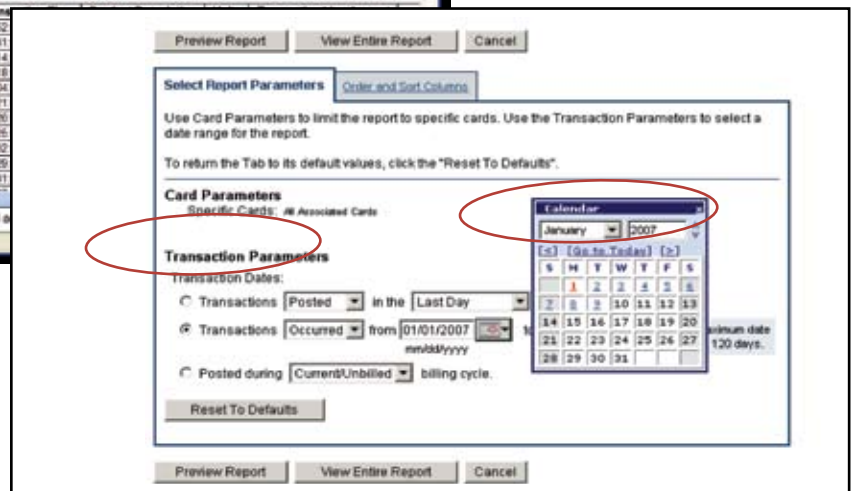 Preview Report View Entire Report Cancel
Select Report Parameters Order and Sort Columns
Use Card Parameters to limit the report to specific cards. Use the Transaction Parameters to select a
date range for the report.
To return the Tab to its default values, click the "Reset To Defaults".
Card Parameters
Specific Cards: All Associated Cards
Calendar x
January 2007
[<] [Go to Today] [>]
S M T W T F S
1 2 3 4 5 6
7 8 9 10 11 12 13
14 15 16 17 18 19 20
21 22 23 24 25 26 27
28 29 30 31
Transaction Parameters
Transaction Dates:
Transactions Posted in the Last Day
Transactions Occurred from 01/01/2007
mm/dd/yyyy
date
120 days.
Posted during Current/Unbilled billing cycle.
Reset To Defaults
Preview Report View Entire Report Cancel